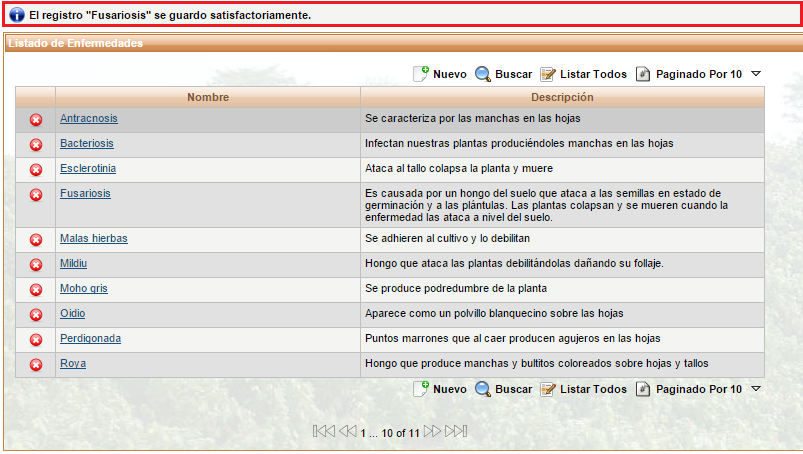 El registro "Fusariosis" se guardo satisfactoriamente.
Listado de Enfermedades
Nuevo Buscar Listar Todos Paginado Por 10
Nombre Descripción
Antracnosis Se caracteriza por las manchas en las hojas
Bacteriosis Infectan nuestras plantas produciéndoles manchas en las hojas
Esclerotinia Ataca al tallo colapsa la planta y muere
Fusariosis Es causada por un hongo del suelo que ataca a las semillas en estado de
germinación y a las plántulas. Las plantas colapsan y se mueren cuando la
enfermedad las ataca a nivel del suelo.
Malas hierbas Se adhieren al cultivo y lo debilitan
Mildiu Hongo que ataca las plantas debilitándolas dañando su follaje.
Moho gris Se produce podredumbre de la planta
Oidio Aparece como un polvillo blanquecino sobre las hojas
Perdigonada Puntos marrones que al caer producen agujeros en las hojas
Roya Hongo que produce manchas y bultitos coloreados sobre hojas y tallos
Nuevo Buscar Listar Todos Paginado Por 10
1 ... 10 of 11